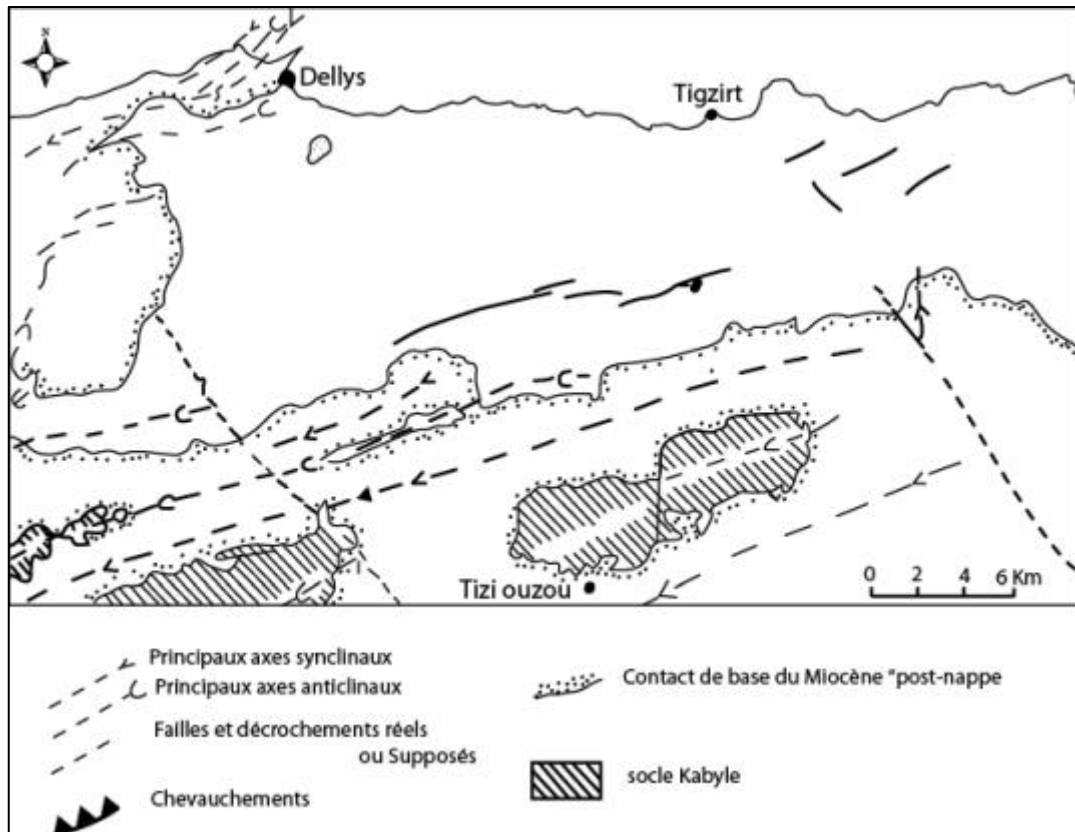 N
Dellys
Tigzirt
Tizi ouzou
0 2 4 6 Km
Principaux axes synclinaux
Principaux axes anticlinaux
Failles et décrochements réels
ou Supposés
Chevauchements
Contact de base du Miocène "post-nappe
socle Kabyle